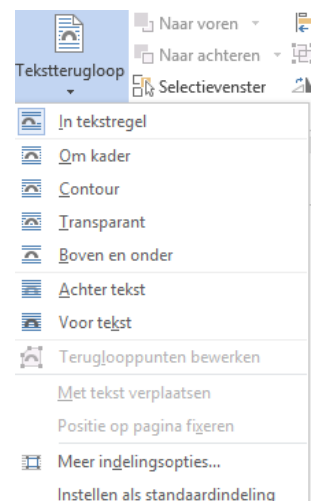 Naar voren
Naar achteren
Tekstterugloop
Selectievenster
In tekstregel
Om kader
Contour
Transparant
Boven en onder
Achter tekst
Voor tekst
Teruglooppunten bewerken
Met tekst verplaatsen
Positie op pagina fixeren
Meer indelingsopties...
Instellen als standaardindeling